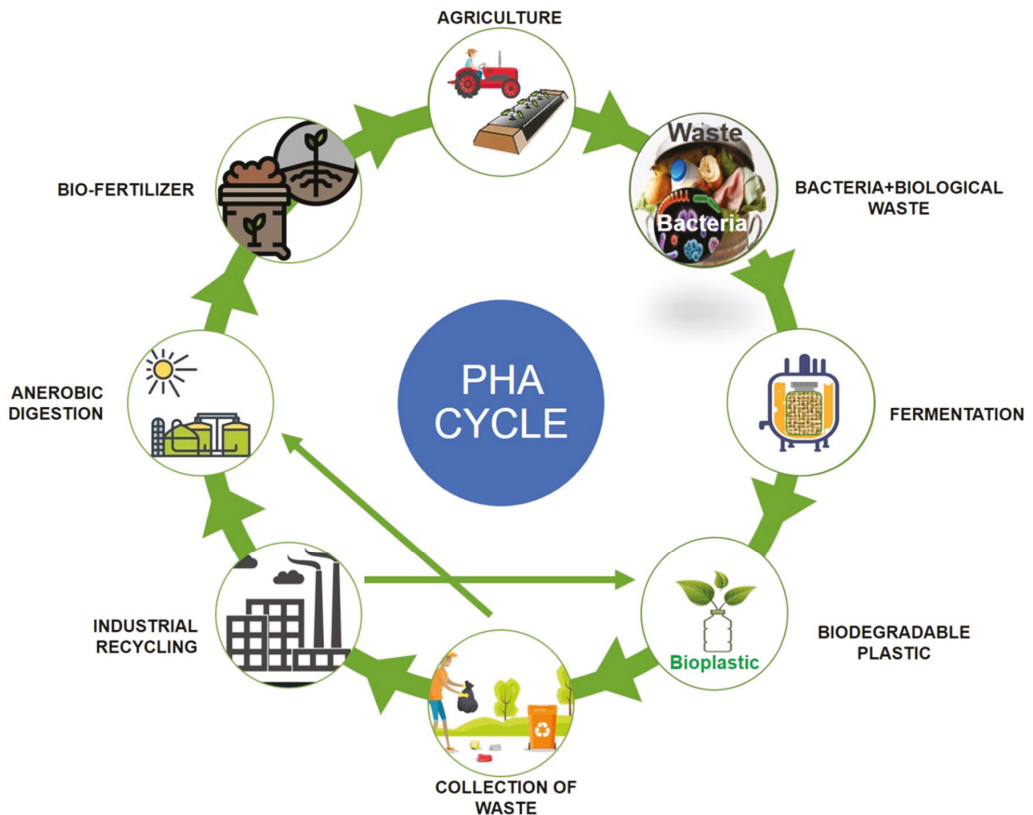 AGRICULTURE
Waste
Bacteria
BACTERIA+BIOLOGICAL
WASTE
BIO-FERTILIZER
PHA
CYCLE
ANEROBIC
DIGESTION
FERMENTATION
INDUSTRIAL
RECYCLING
Bioplastic
BIODEGRADABLE
PLASTIC
COLLECTION OF
WASTE